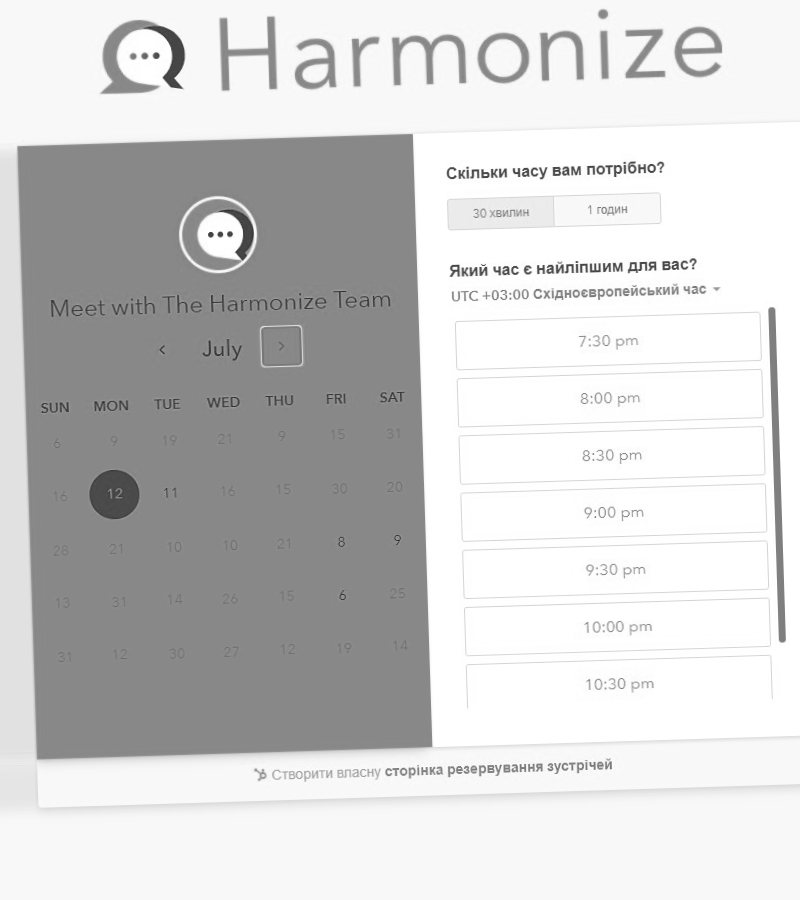 Harmonize
Meet with The Harmonize Team
July
SUN MON TUE WED THU FRI SAT
6 9 19 21 9 15 31
16 12 11 16 15 30 20
28 21 10 10 21 8 9
13 31 14 26 15 6 25
31 12 30 27 12 19 14
Скільки часу вам потрібно?
30 хвилин 1 годин
Який час є найліпшим для вас?
UTC +03:00 Східноєвропейський час
7:30 pm
8:00 pm
8:30 pm
9:00 pm
9:30 pm
10:00 pm
10:30 pm
Створити власну сторінка резервування зустрічей